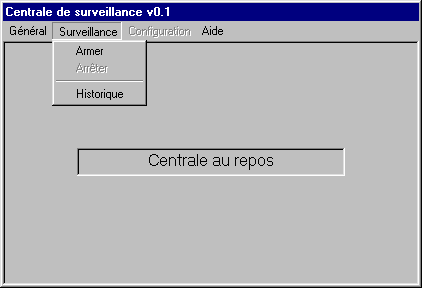 Centrale de surveillance v0.1
Général Surveillance Configuration Aide
Armer
Arrêter
Historique
Centrale au repos